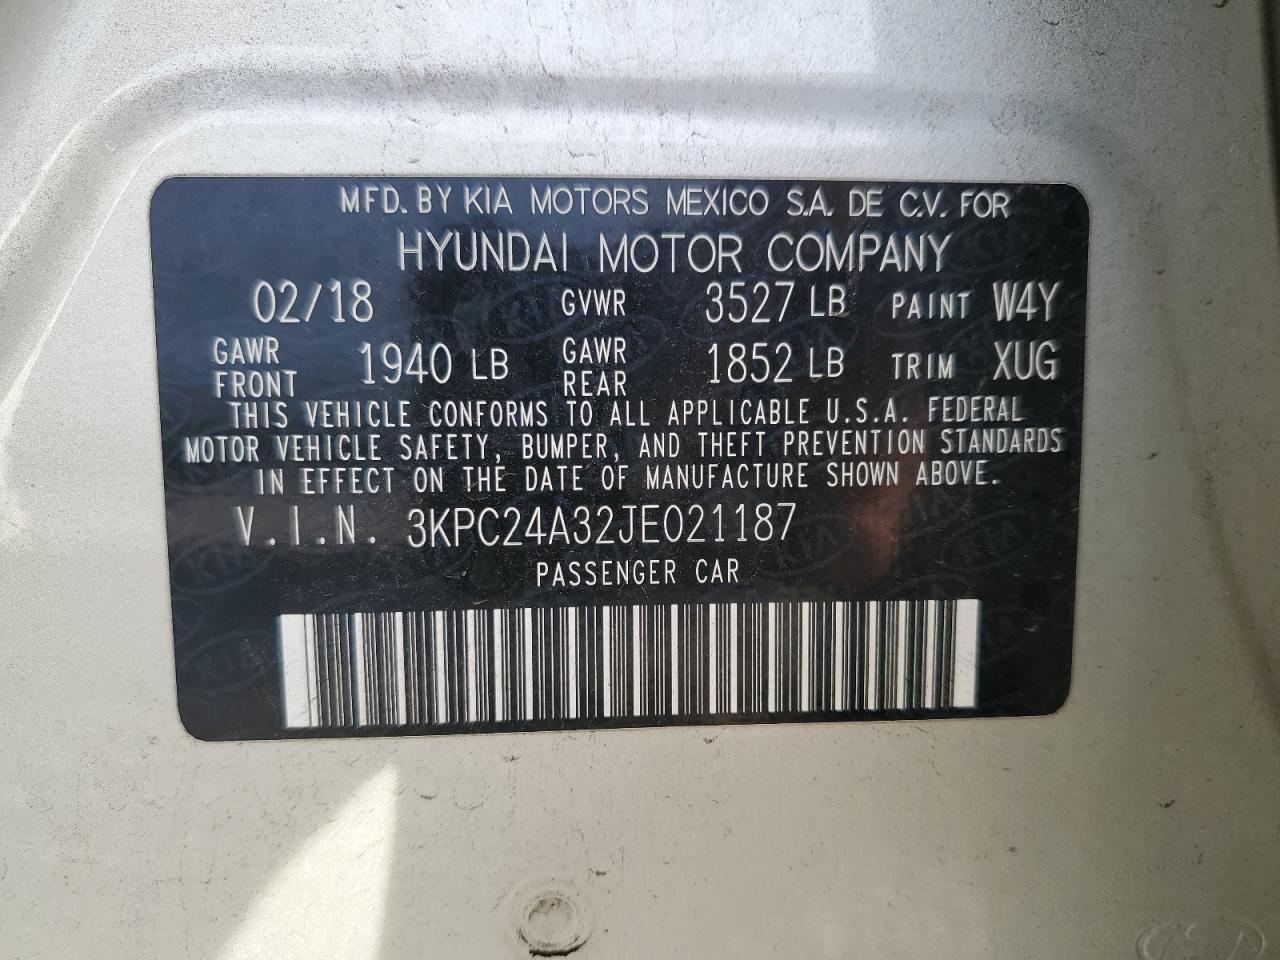 MFD. BY KIA MOTORS MEXICO S.A. DE C.V. FOR
HYUNDAI MOTOR COMPANY
02/18 GVWR 3527 LB PAINT W4Y
GAWR FRONT 1940 LB GAWR REAR 1852 LB TRIM XUG
THIS VEHICLE CONFORMS TO ALL APPLICABLE U.S.A. FEDERAL
MOTOR VEHICLE SAFETY, BUMPER, AND THEFT PREVENTION STANDARDS
IN EFFECT ON THE DATE OF MANUFACTURE SHOWN ABOVE.
V.I.N. 3KPC24A32JE021187
PASSENGER CAR